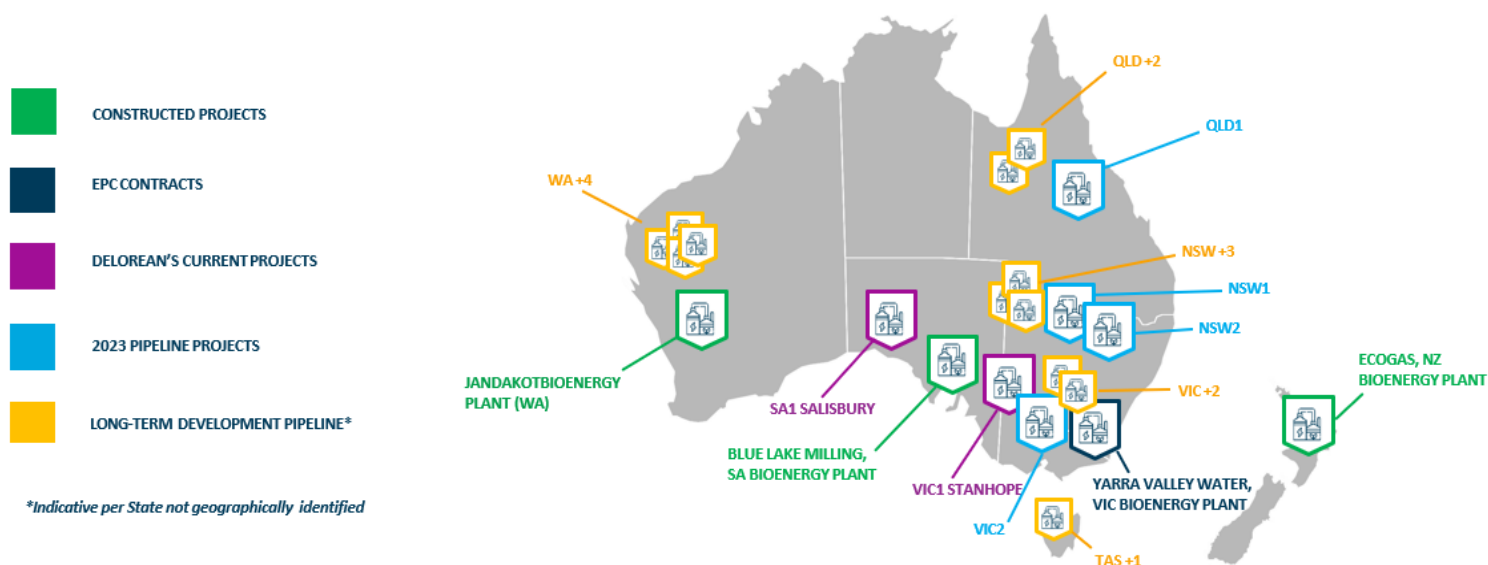 CONSTRUCTED PROJECTS
EPC CONTRACTS
DELOREAN'S CURRENT PROJECTS
2023 PIPELINE PROJECTS
LONG-TERM DEVELOPMENT PIPELINE*
*Indicative per State not geographically identified
QLD +2
QLD1
WA +4
NSW +3
NSW1
NSW2
JANDAKOTBIOENERGY
PLANT (WA)
SA1 SALISBURY
BLUE LAKE MILLING,
SA BIOENERGY PLANT
VIC1 STANHOPE
VIC2
VIC +2
YARRA VALLEY WATER,
VIC BIOENERGY PLANT
TAS +1
ECOGAS, NZ
BIOENERGY PLANT